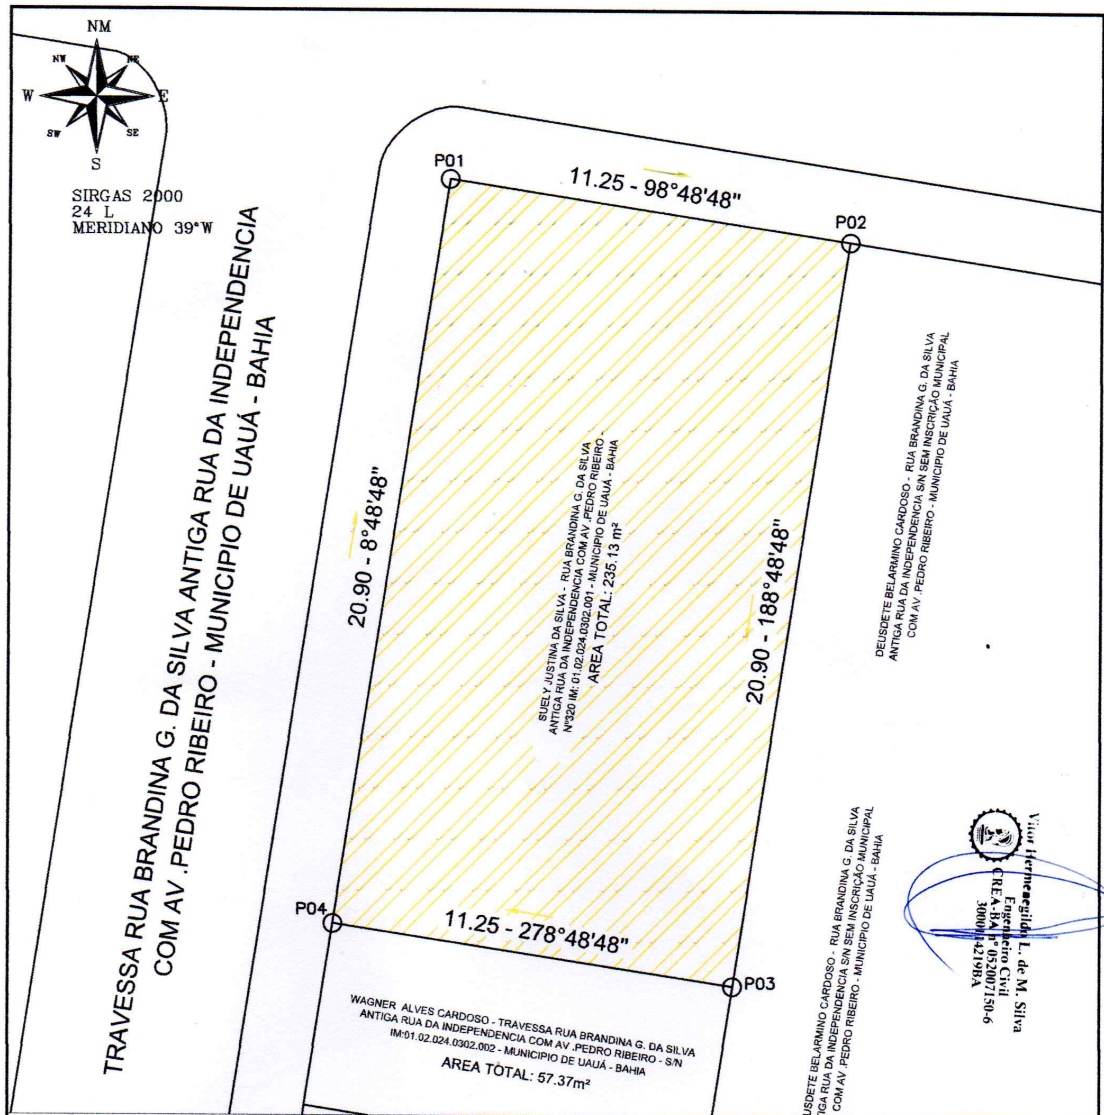 NM
NW
NE
W
E
SW
SE
S
SIRGAS 2000
24 L
MERIDIANO 39°W
P01
11.25 - 98°48'48"
P02
TRAVESSA RUA BRANDINA G. DA SILVA ANTIGA RUA DA INDEPENDENCIA
COM AV .PEDRO RIBEIRO - MUNICIPIO DE UAUÁ - BAHIA
20.90 - 8°48'48"
SUELY JUSTINA DA SILVA - RUA BRANDINA G. DA SILVA
ANTIGA RUA DA INDEPENDENCIA COM AV .PEDRO RIBEIRO -
Nº320 IM: 01.02.024.0302.001 - MUNICIPIO DE UAUÁ - BAHIA
AREA TOTAL: 235.13 m²
20.90 - 188°48'48"
DEUSDETE BELARMINO CARDOSO - RUA BRANDINA G. DA SILVA
ANTIGA RUA DA INDEPENDENCIA S/N SEM INSCRIÇÃO MUNICIPAL
COM AV .PEDRO RIBEIRO - MUNICIPIO DE UAUÁ - BAHIA
P04
11.25 - 278°48'48"
P03
WAGNER ALVES CARDOSO - TRAVESSA RUA BRANDINA G. DA SILVA
ANTIGA RUA DA INDEPENDENCIA COM AV .PEDRO RIBEIRO - S/N
IM:01.02.024.0302.002 - MUNICIPIO DE UAUÁ - BAHIA
AREA TOTAL: 57.37m²
USDETE BELARMINO CARDOSO - RUA BRANDINA G. DA SILVA
IGA RUA DA INDEPENDENCIA S/N SEM INSCRIÇÃO MUNICIPAL
COM AV .PEDRO RIBEIRO - MUNICIPIO DE UAUÁ - BAHIA
Vitor Hermenegildo L. de M. Silva
Engenheiro Civil
CREA-BA nº 052007150-6